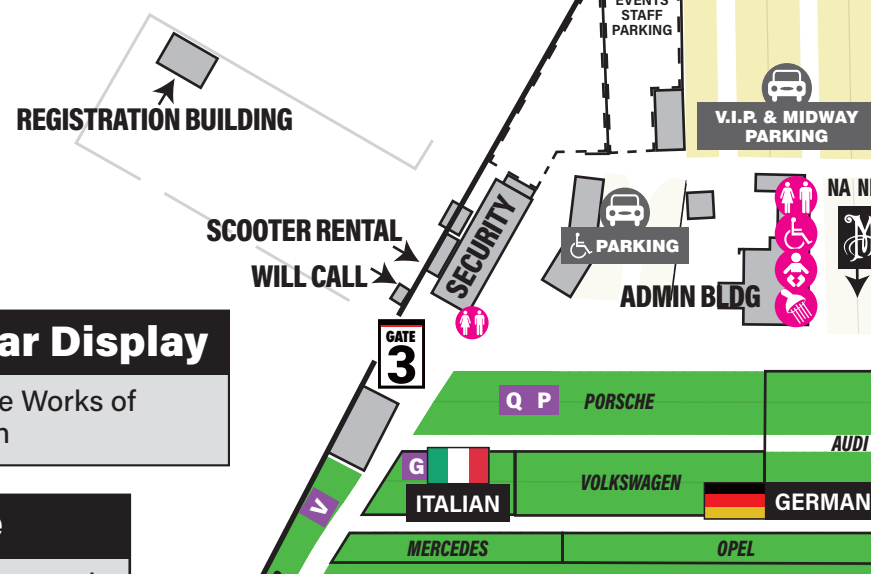 EVENTS
STAFF
PARKING
REGISTRATION BUILDING
V.I.P. & MIDWAY
PARKING
SCOOTER RENTAL
WILL CALL
SECURITY
PARKING
ADMIN BLDG
NA
M
GATE
3
ar Display
Works of
Q P
PORSCHE
AUDI
G
ITALIAN
VOLKSWAGEN
GERMAN
V
MERCEDES
OPEL